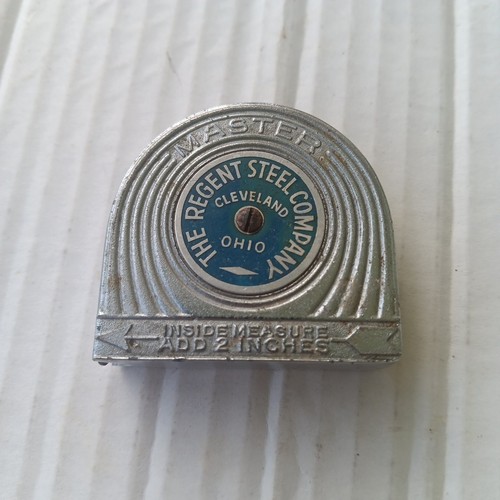 MASTER
THE REGENT STEEL COMPANY
CLEVELAND
OHIO
INSIDE MEASURE
ADD 2 INCHES